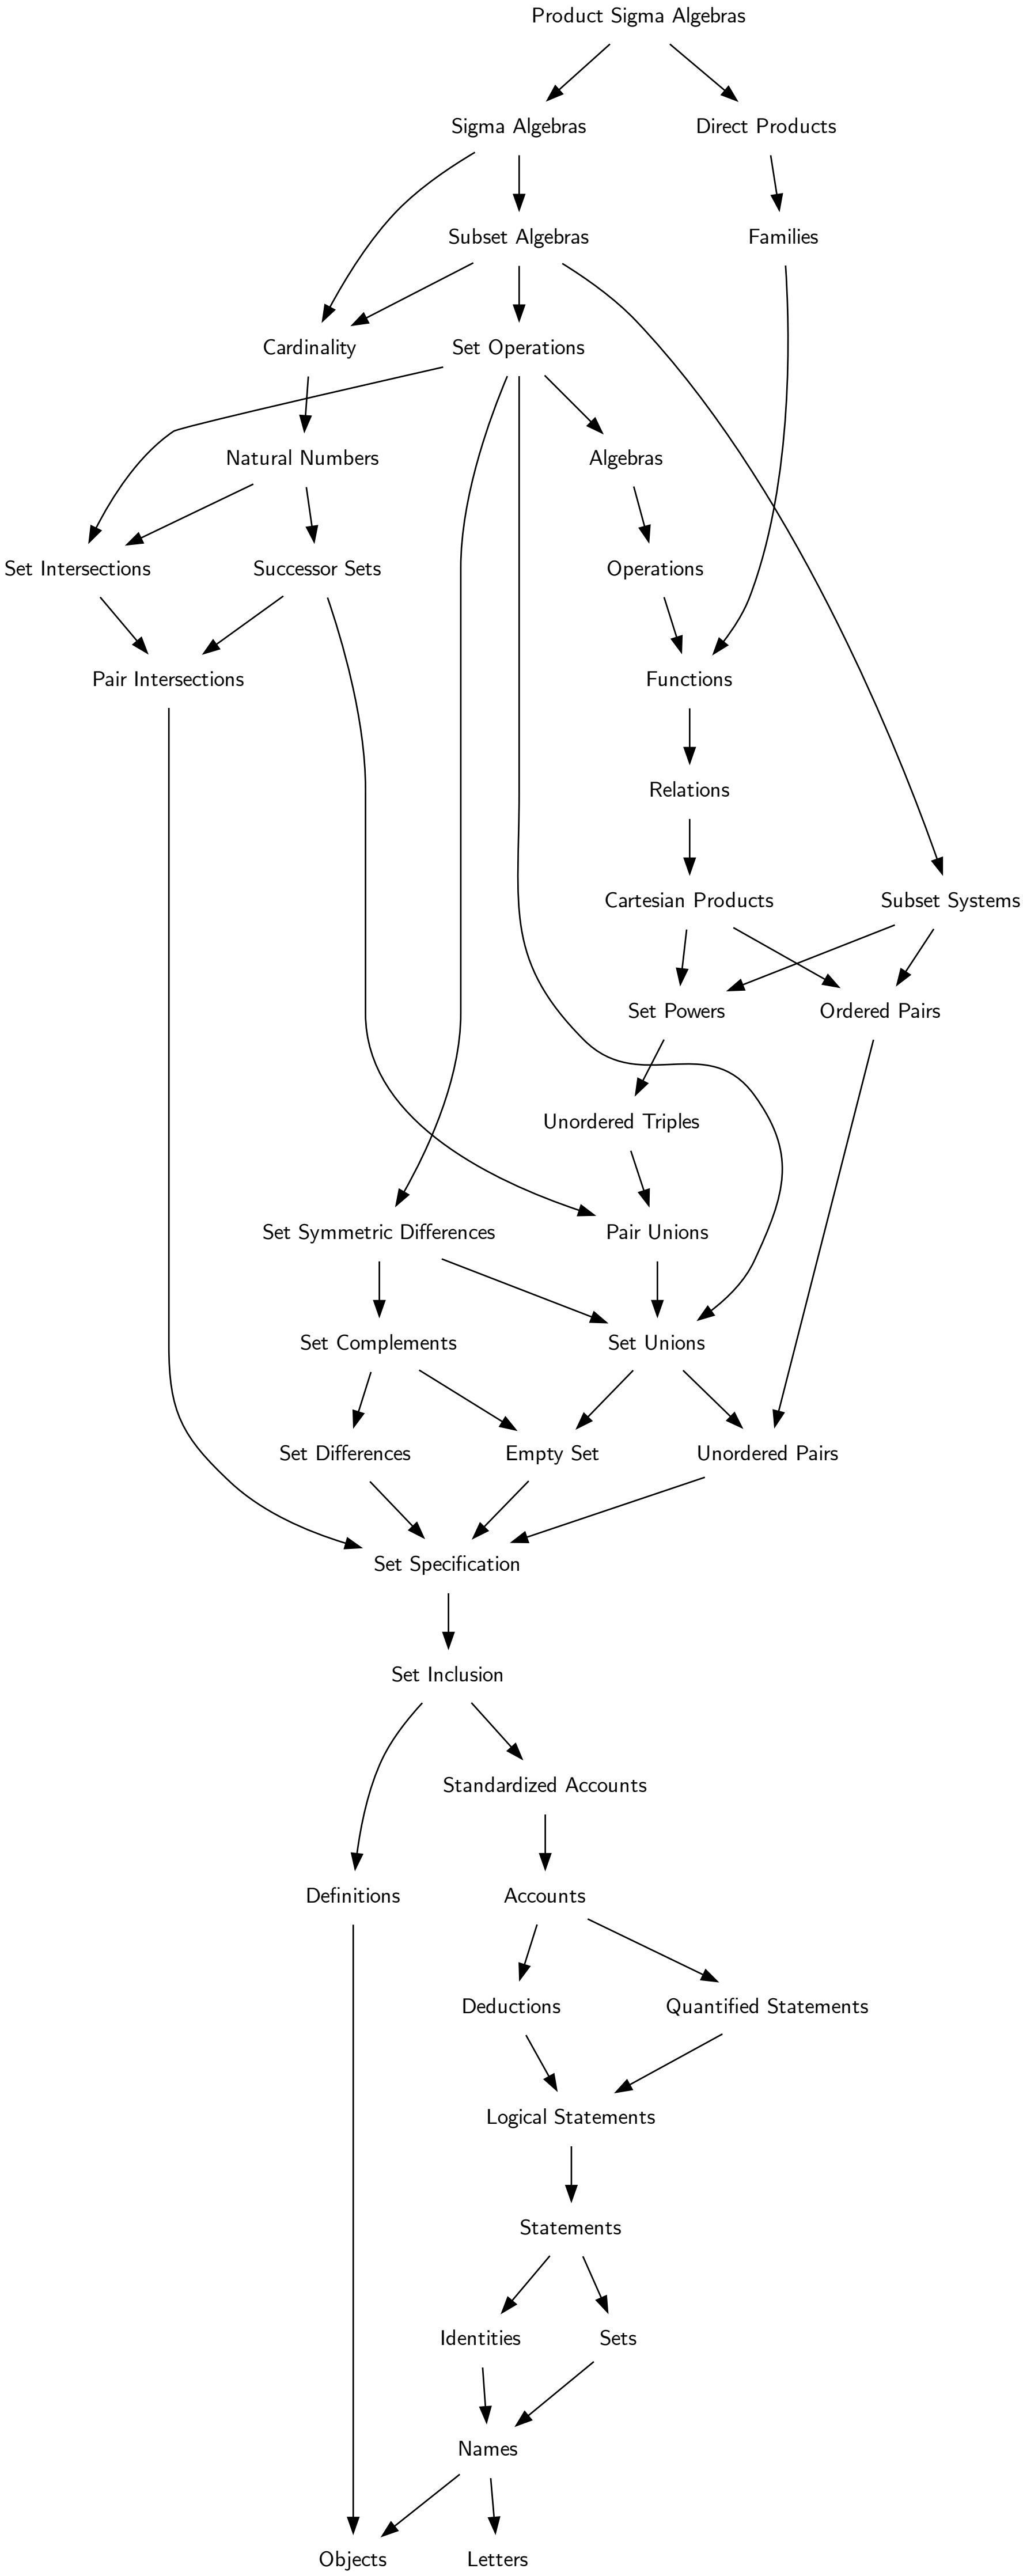 Product Sigma Algebras
Sigma Algebras
Direct Products
Subset Algebras
Families
Cardinality
Set Operations
Natural Numbers
Algebras
Set Intersections
Successor Sets
Operations
Pair Intersections
Functions
Relations
Cartesian Products
Subset Systems
Set Powers
Ordered Pairs
Unordered Triples
Set Symmetric Differences
Pair Unions
Set Complements
Set Unions
Set Differences
Empty Set
Unordered Pairs
Set Specification
Set Inclusion
Standardized Accounts
Definitions
Accounts
Deductions
Quantified Statements
Logical Statements
Statements
Identities
Sets
Names
Objects
Letters